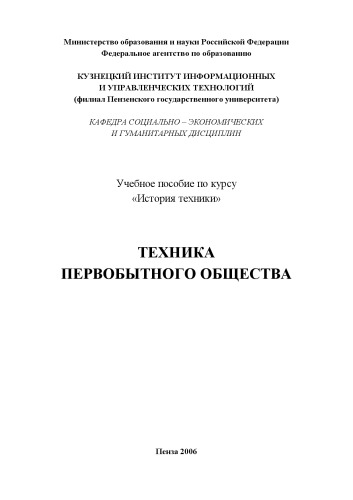 Министерство образования и науки Российской Федерации
Федеральное агентство по образованию
КУЗНЕЦКИЙ ИНСТИТУТ ИНФОРМАЦИОННЫХ
И УПРАВЛЕНЧЕСКИХ ТЕХНОЛОГИЙ
(филиал Пензенского государственного университета)
КАФЕДРА СОЦИАЛЬНО – ЭКОНОМИЧЕСКИХ
И ГУМАНИТАРНЫХ ДИСЦИПЛИН
Учебное пособие по курсу
«История техники»
ТЕХНИКА
ПЕРВОБЫТНОГО ОБЩЕСТВА
Пенза 2006